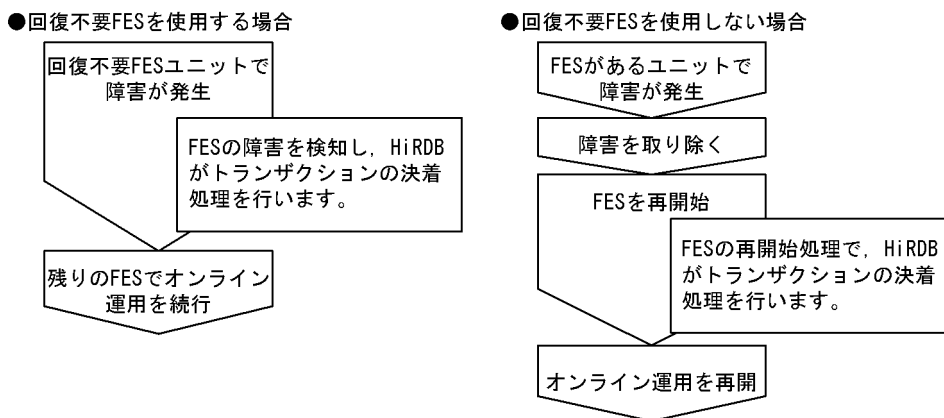 ●回復不要FESを使用する場合
回復不要FESユニットで
障害が発生
FESの障害を検知し，HiRDB
がトランザクションの決着
処理を行います。
残りのFESでオンライン
運用を続行
●回復不要FESを使用しない場合
FESがあるユニットで
障害が発生
障害を取り除く
FESを再開始
FESの再開始処理で，HiRDB
がトランザクションの決着
処理を行います。
オンライン運用を再開